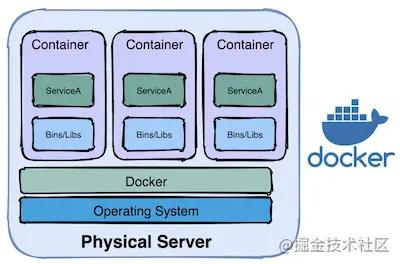 Container Container Container
ServiceA ServiceA ServiceA
Bins/Libs Bins/Libs Bins/Libs
docker
Docker
Operating System
Physical Server
@掘金技术社区